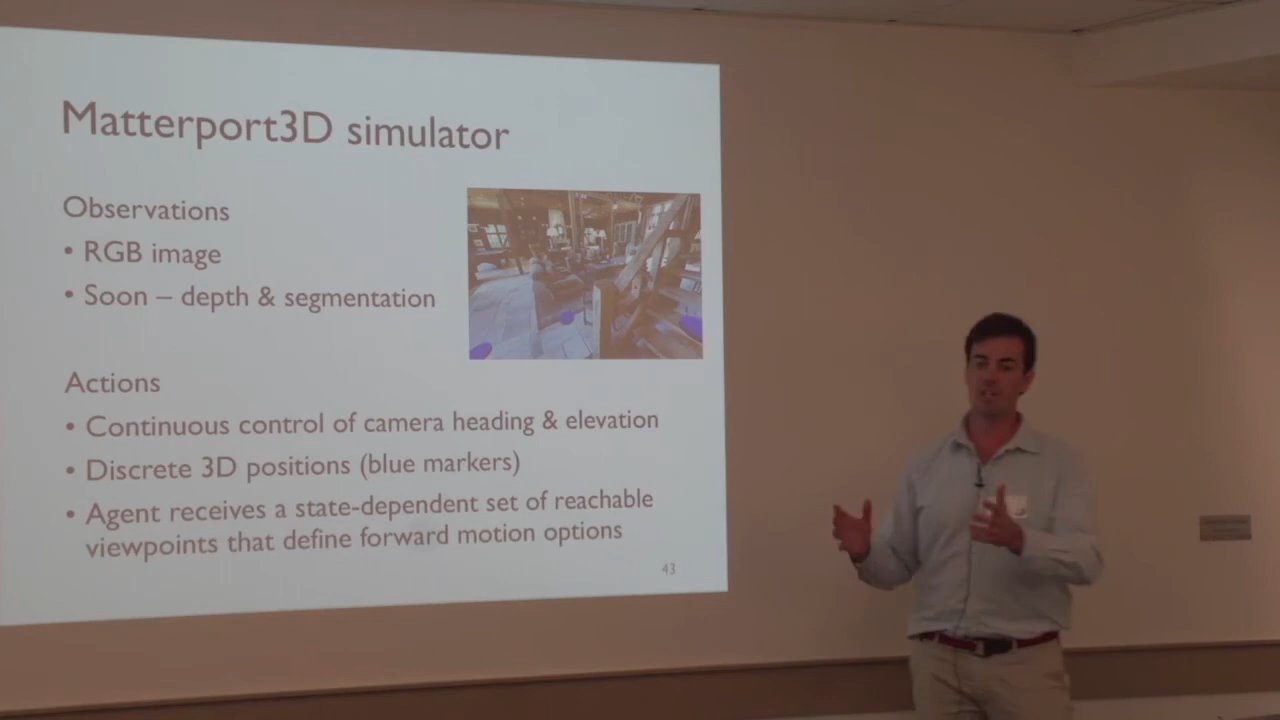 Matterport3D simulator
Observations
• RGB image
• Soon – depth & segmentation
Actions
• Continuous control of camera heading & elevation
• Discrete 3D positions (blue markers)
• Agent receives a state-dependent set of reachable
viewpoints that define forward motion options
43